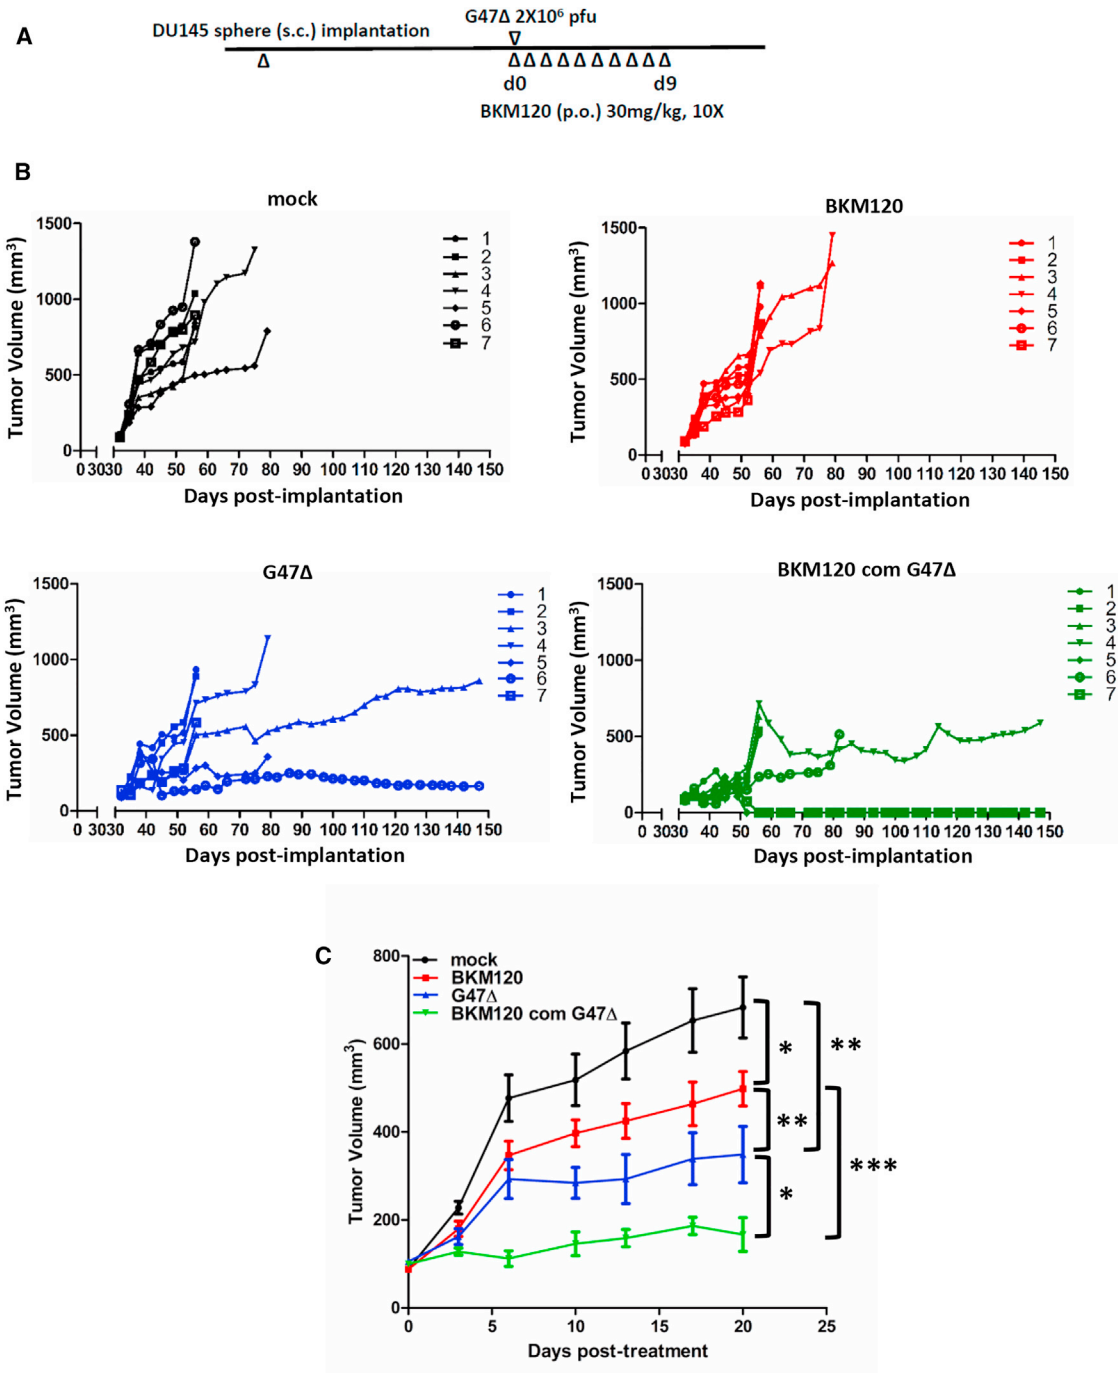 A
DU145 sphere (s.c.) implantation
G47Δ 2X10⁶ pfu
∇
Δ
Δ Δ Δ Δ Δ Δ Δ Δ Δ Δ
d0 d9
BKM120 (p.o.) 30mg/kg, 10X
B
mock
Tumor Volume (mm³)
1500
1000
500
0
0 30 30 40 50 60 70 80 90 100 110 120 130 140 150
Days post-implantation
1
2
3
4
5
6
7
BKM120
Tumor Volume (mm³)
1500
1000
500
0
0 30 30 40 50 60 70 80 90 100 110 120 130 140 150
Days post-implantation
1
2
3
4
5
6
7
G47Δ
Tumor Volume (mm³)
1500
1000
500
0
0 30 30 40 50 60 70 80 90 100 110 120 130 140 150
Days post-implantation
1
2
3
4
5
6
7
BKM120 com G47Δ
Tumor Volume (mm³)
1500
1000
500
0
0 30 30 40 50 60 70 80 90 100 110 120 130 140 150
Days post-implantation
1
2
3
4
5
6
7
C
Tumor Volume (mm³)
800
600
400
200
0
0 5 10 15 20 25
Days post-treatment
mock
BKM120
G47Δ
BKM120 com G47Δ
*
**
**
***
*